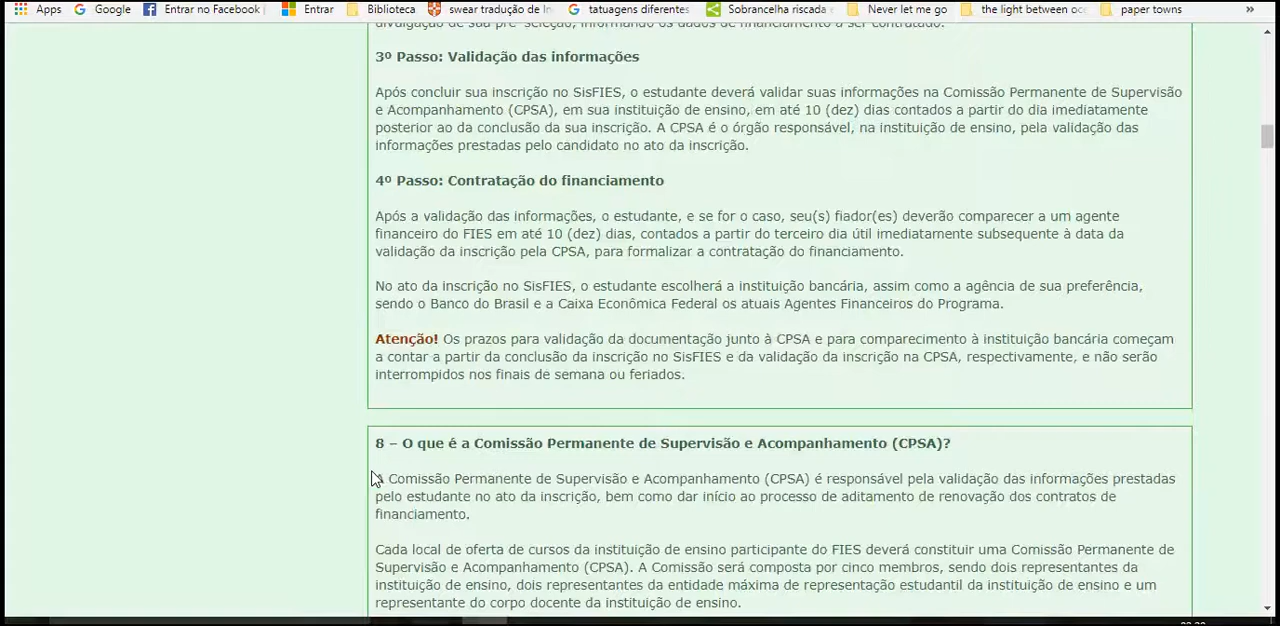 Apps Google Entrar no Facebook Entrar Biblioteca swear tradução de In tatuagens diferentes Sobrancelha riscada Never let me go the light between oce paper towns »
divulgação de sua pré-seleção, informando os dados de financiamento a ser contratado.
3º Passo: Validação das informações
Após concluir sua inscrição no SisFIES, o estudante deverá validar suas informações na Comissão Permanente de Supervisão
e Acompanhamento (CPSA), em sua instituição de ensino, em até 10 (dez) dias contados a partir do dia imediatamente
posterior ao da conclusão da sua inscrição. A CPSA é o órgão responsável, na instituição de ensino, pela validação das
informações prestadas pelo candidato no ato da inscrição.
4º Passo: Contratação do financiamento
Após a validação das informações, o estudante, e se for o caso, seu(s) fiador(es) deverão comparecer a um agente
financeiro do FIES em até 10 (dez) dias, contados a partir do terceiro dia útil imediatamente subsequente à data da
validação da inscrição pela CPSA, para formalizar a contratação do financiamento.
No ato da inscrição no SisFIES, o estudante escolherá a instituição bancária, assim como a agência de sua preferência,
sendo o Banco do Brasil e a Caixa Econômica Federal os atuais Agentes Financeiros do Programa.
Atenção! Os prazos para validação da documentação junto à CPSA e para comparecimento à instituição bancária começam
a contar a partir da conclusão da inscrição no SisFIES e da validação da inscrição na CPSA, respectivamente, e não serão
interrompidos nos finais de semana ou feriados.
8 – O que é a Comissão Permanente de Supervisão e Acompanhamento (CPSA)?
A Comissão Permanente de Supervisão e Acompanhamento (CPSA) é responsável pela validação das informações prestadas
pelo estudante no ato da inscrição, bem como dar início ao processo de aditamento de renovação dos contratos de
financiamento.
Cada local de oferta de cursos da instituição de ensino participante do FIES deverá constituir uma Comissão Permanente de
Supervisão e Acompanhamento (CPSA). A Comissão será composta por cinco membros, sendo dois representantes da
instituição de ensino, dois representantes da entidade máxima de representação estudantil da instituição de ensino e um
representante do corpo docente da instituição de ensino.